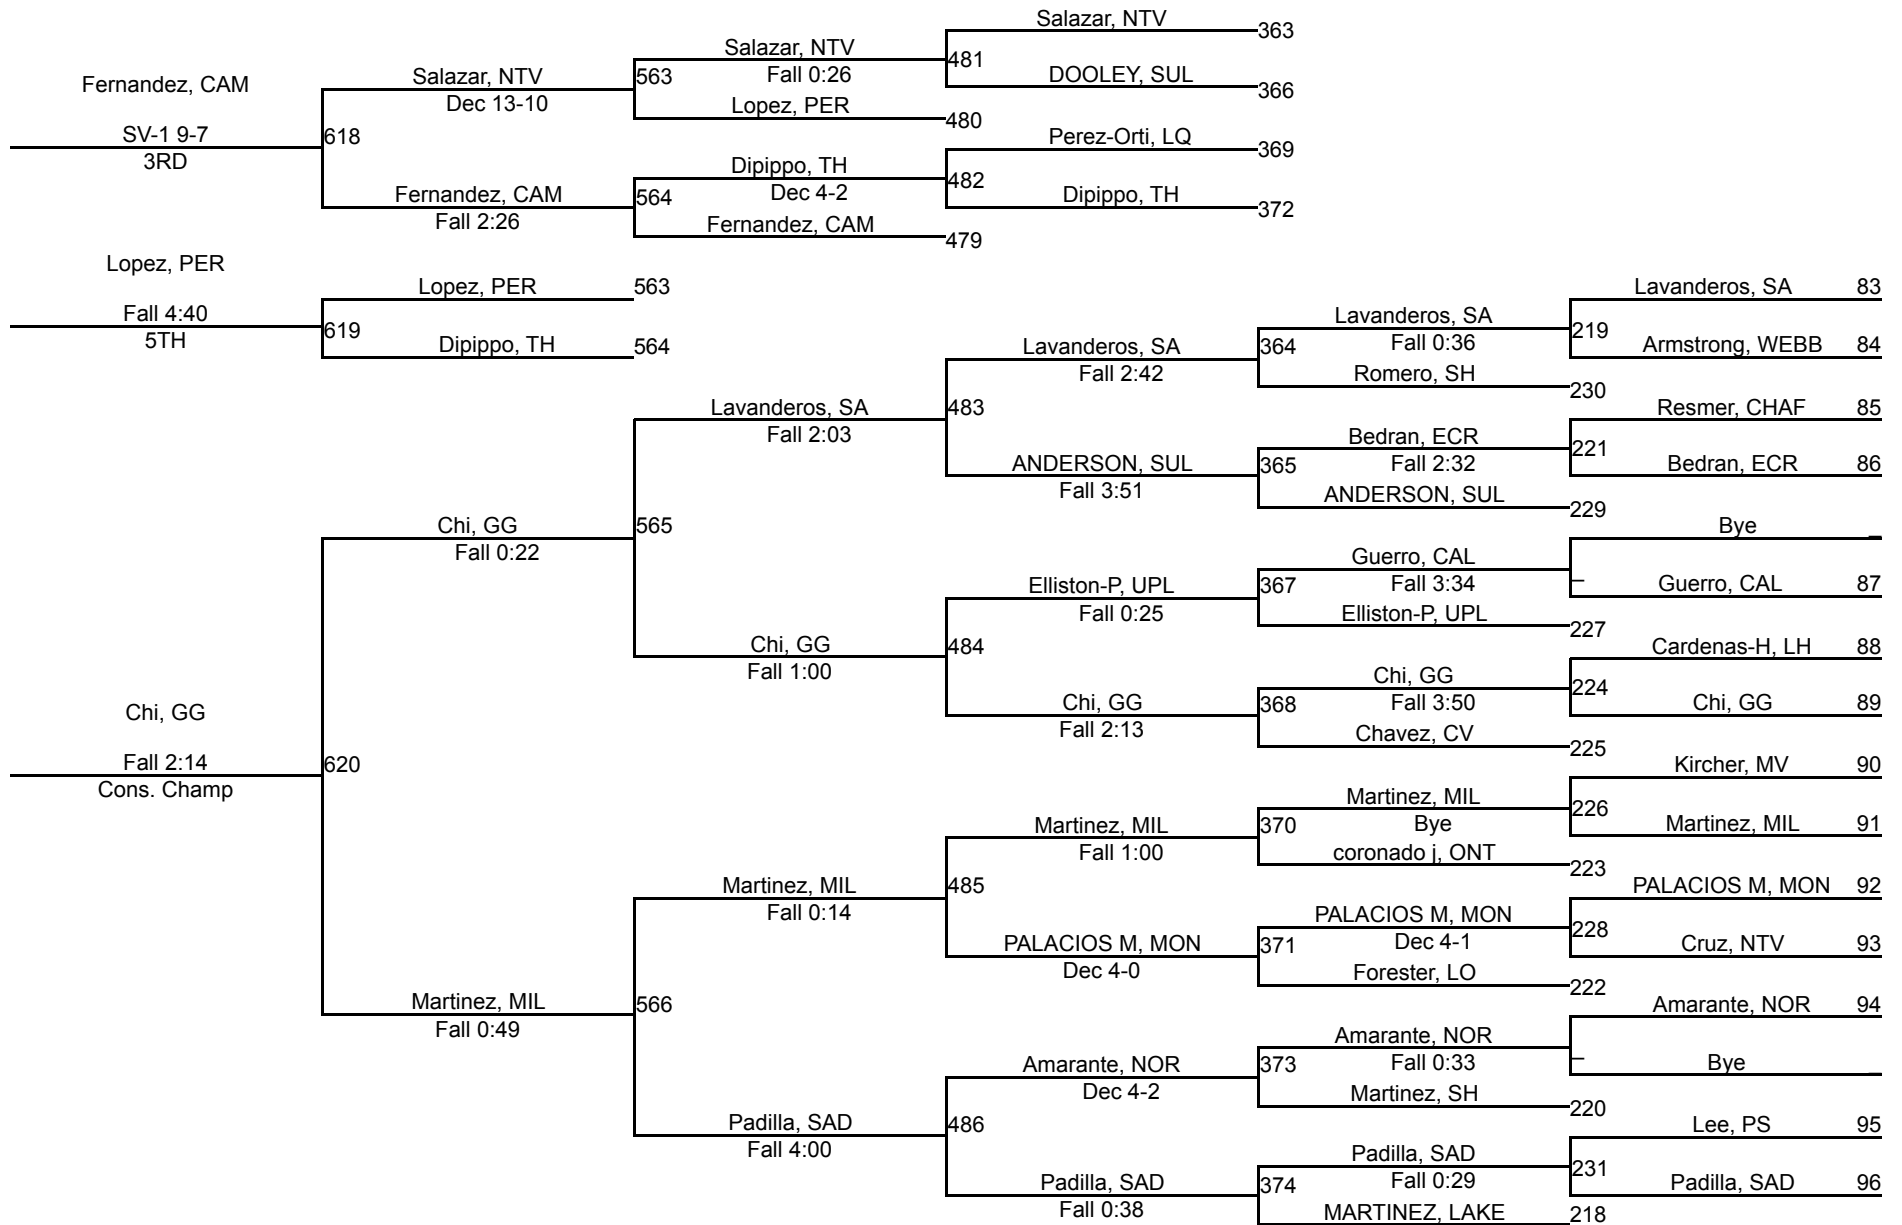 Salazar, NTV
363
Salazar, NTV
481
Fall 0:26
DOOLEY, SUL
366
Fernandez, CAM
Salazar, NTV
563
Dec 13-10
Lopez, PER
480
SV-1 9-7
618
3RD
Perez-Orti, LQ
369
Dipippo, TH
482
Dec 4-2
Dipippo, TH
372
Fernandez, CAM
564
Fall 2:26
Fernandez, CAM
479
Lopez, PER
Lopez, PER
563
Fall 4:40
619
5TH
Dipippo, TH
564
Lavanderos, SA 83
Lavanderos, SA
219
Fall 0:36
Armstrong, WEBB 84
Lavanderos, SA
364
Fall 2:42
Romero, SH
230
Lavanderos, SA
483
Fall 2:03
Resmer, CHAF 85
Bedran, ECR
221
Fall 2:32
Bedran, ECR 86
ANDERSON, SUL
365
Fall 3:51
ANDERSON, SUL
229
Chi, GG
565
Fall 0:22
Bye _
Guerro, CAL
_
Fall 3:34
Guerro, CAL 87
Elliston-P, UPL
367
Fall 0:25
Elliston-P, UPL
227
Chi, GG
484
Fall 1:00
Cardenas-H, LH 88
Chi, GG
224
Fall 3:50
Chi, GG 89
Chi, GG
368
Fall 2:13
Chavez, CV
225
Chi, GG
Fall 2:14
620
Cons. Champ
Kircher, MV 90
Martinez, MIL
226
Bye
Martinez, MIL 91
Martinez, MIL
370
Fall 1:00
coronado j, ONT
223
Martinez, MIL
485
Fall 0:14
PALACIOS M, MON 92
PALACIOS M, MON
228
Dec 4-1
Cruz, NTV 93
PALACIOS M, MON
371
Dec 4-0
Forester, LO
222
Martinez, MIL
566
Fall 0:49
Amarante, NOR 94
Amarante, NOR
_
Fall 0:33
Bye _
Amarante, NOR
373
Dec 4-2
Martinez, SH
220
Padilla, SAD
486
Fall 4:00
Lee, PS 95
Padilla, SAD
231
Fall 0:29
Padilla, SAD 96
Padilla, SAD
374
Fall 0:38
MARTINEZ, LAKE
218